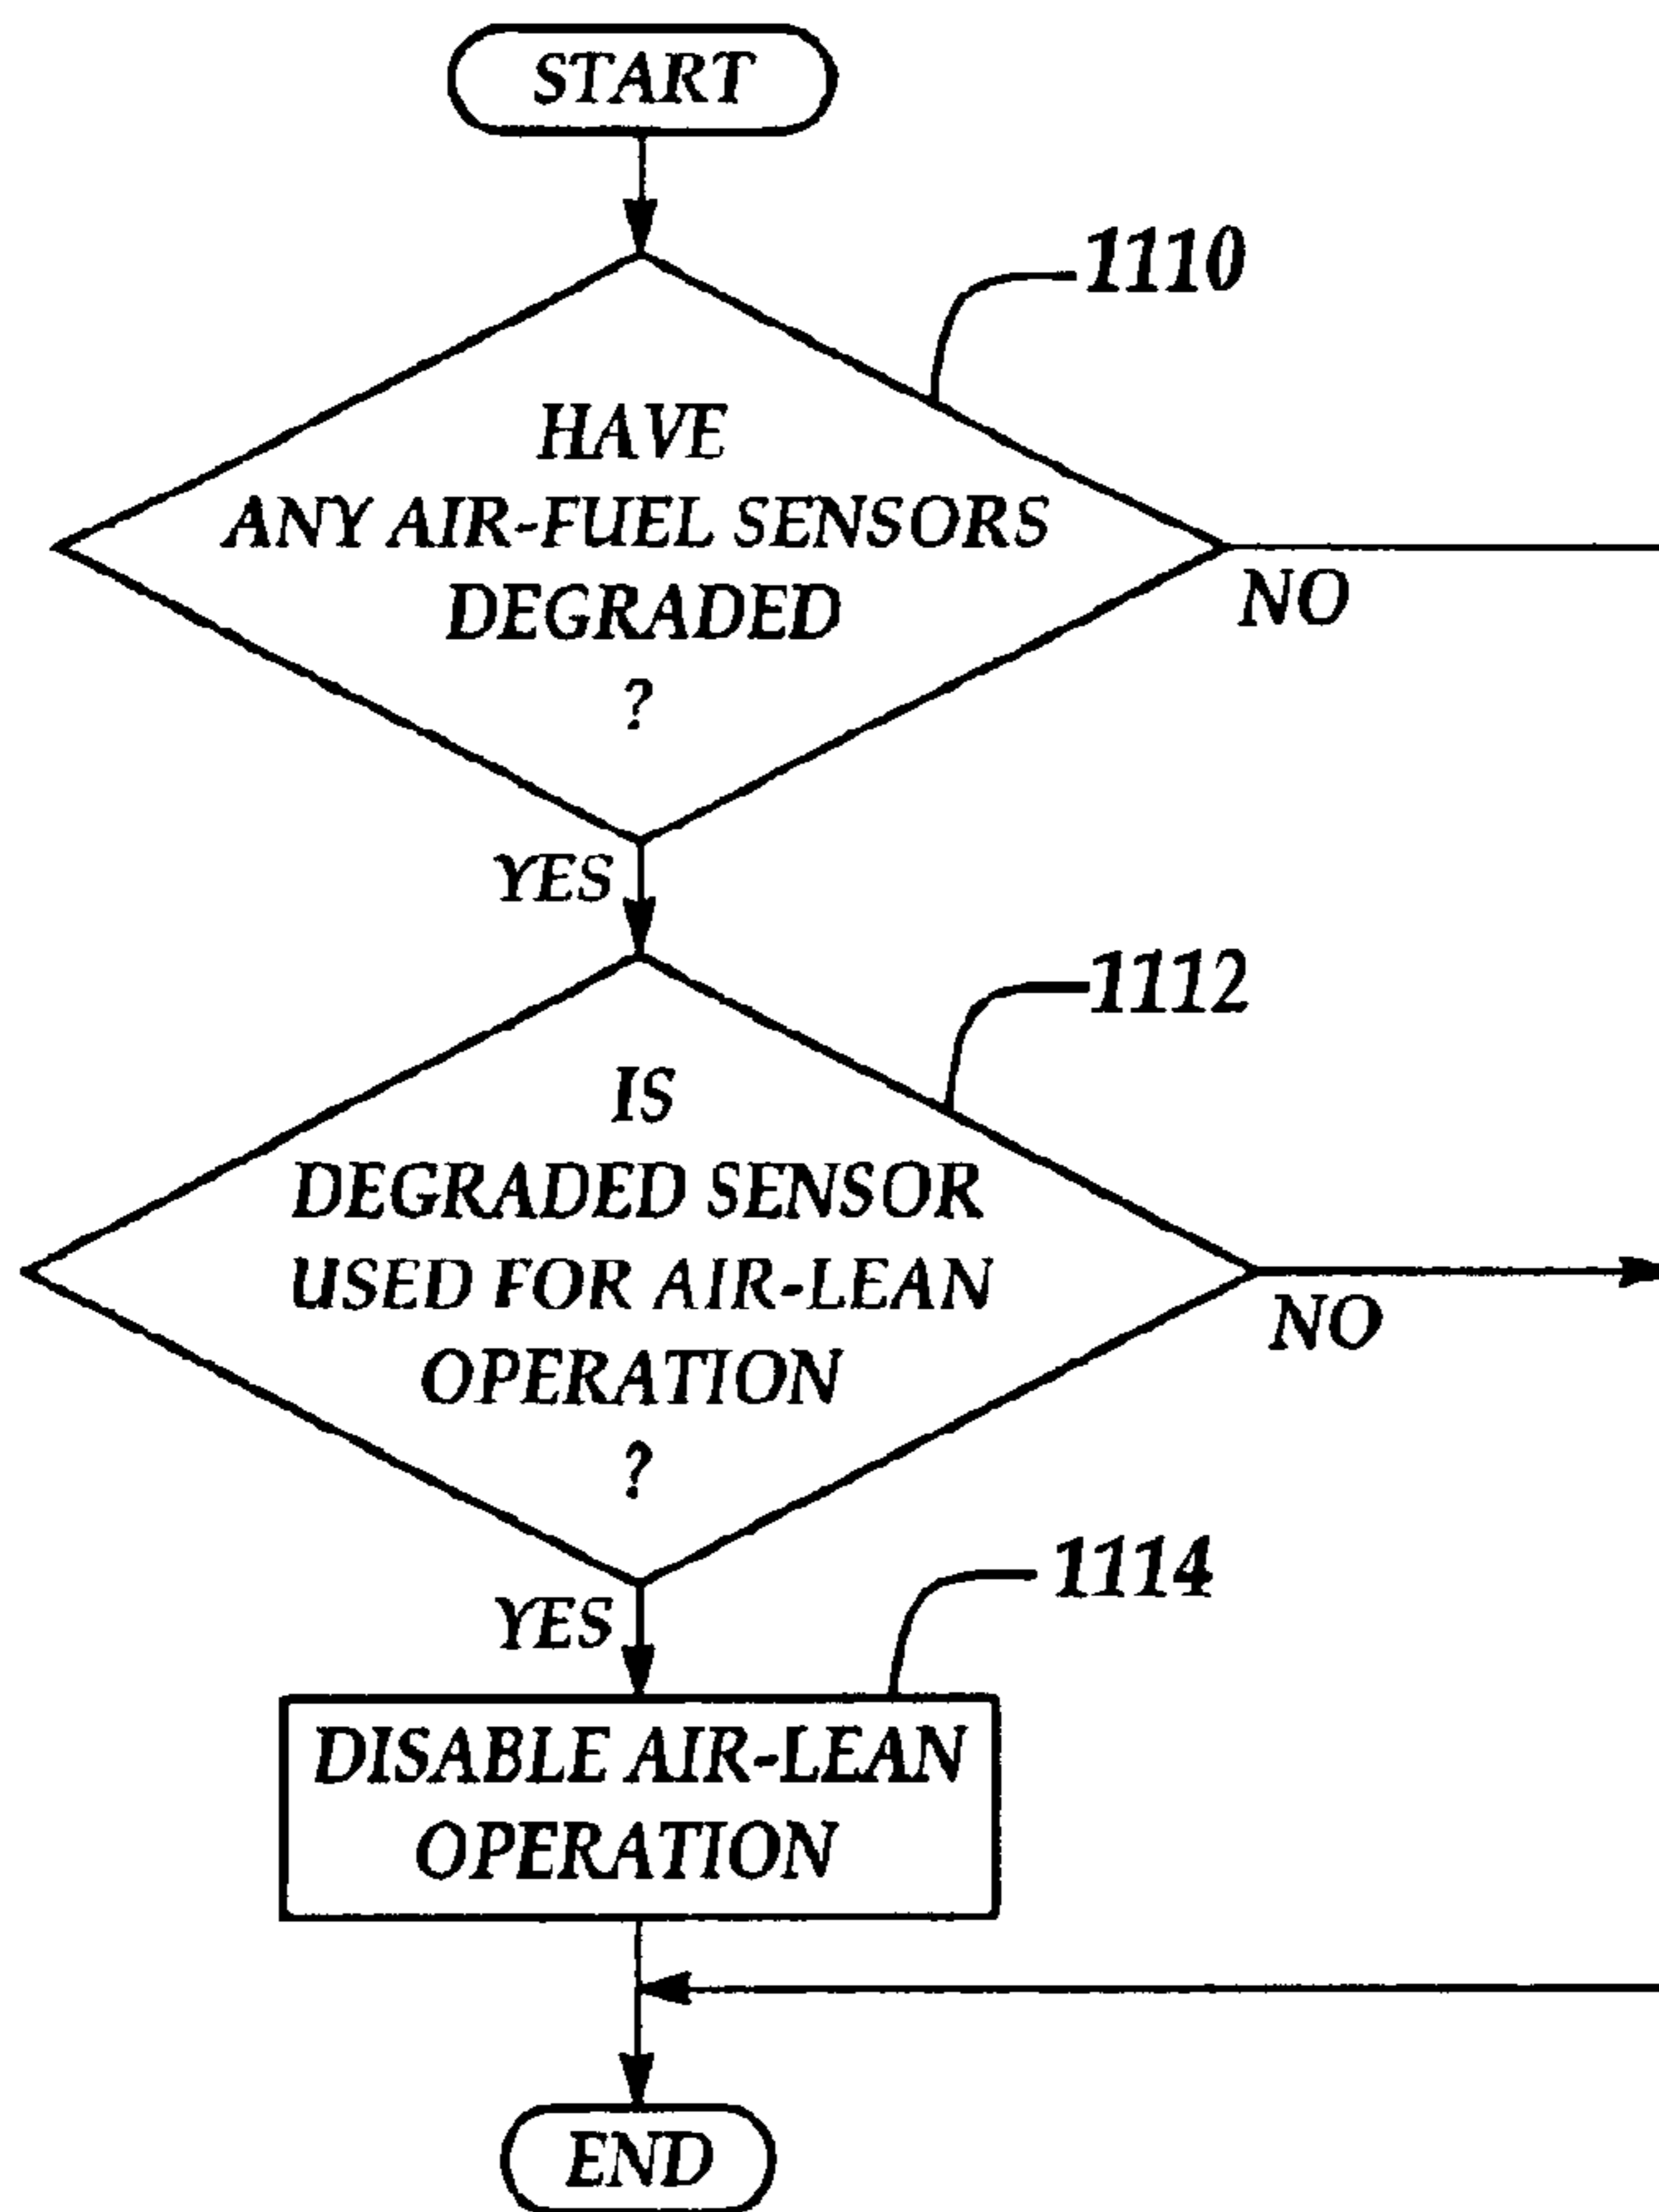 START
1110
HAVE
ANY AIR-FUEL SENSORS
DEGRADED
?
NO
YES
1112
IS
DEGRADED SENSOR
USED FOR AIR-LEAN
OPERATION
?
NO
YES
1114
DISABLE AIR-LEAN
OPERATION
END